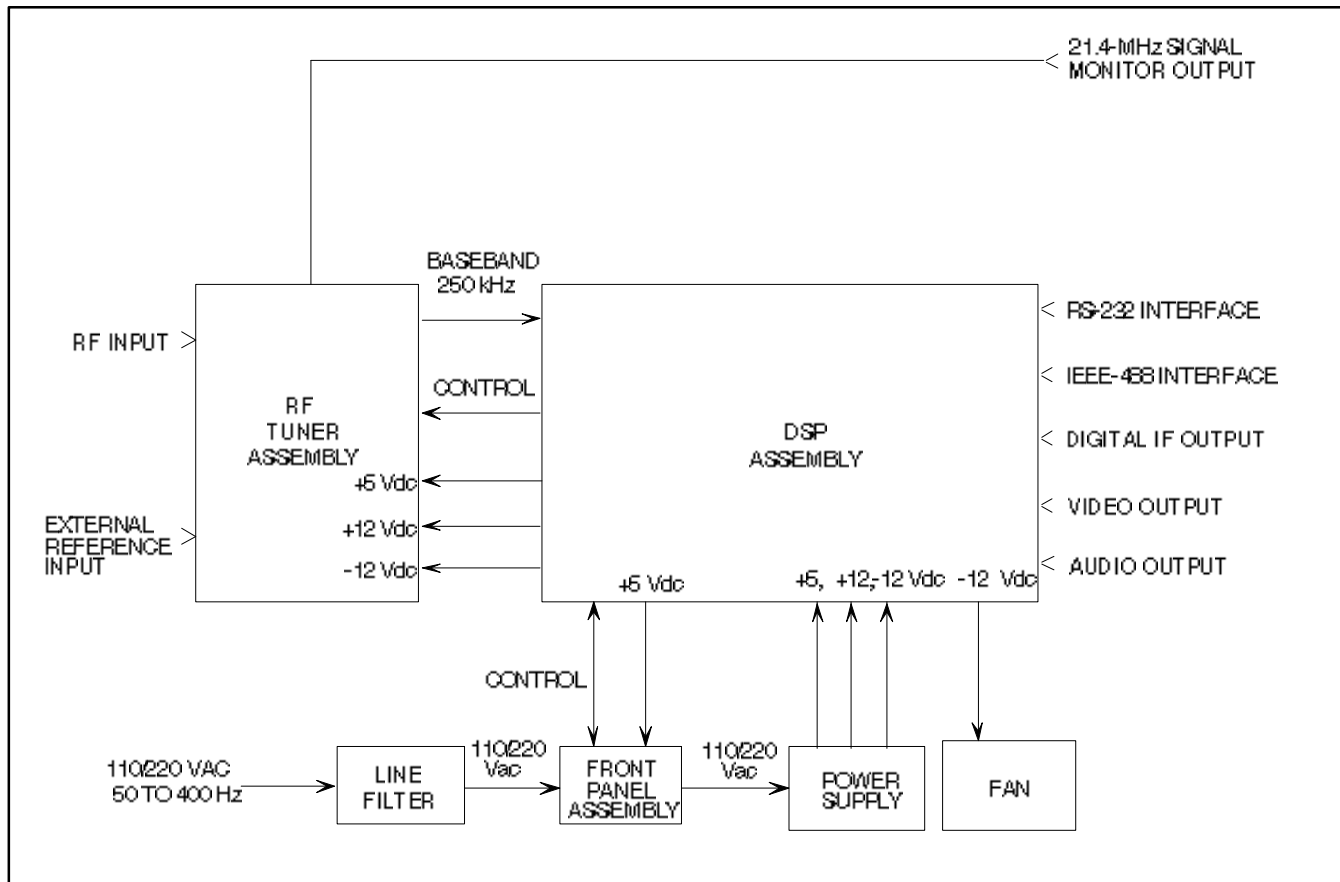 21.4-MHz SIGNAL
MONITOR OUTPUT
BASEBAND
250 kHz
RF INPUT
RS-232 INTERFACE
IEEE-488 INTERFACE
CONTROL
RF
TUNER
ASSEMBLY
DSP
ASSEMBLY
DIGITAL IF OUTPUT
+5 Vdc
EXTERNAL
REFERENCE
INPUT
+12 Vdc
VIDEO OUTPUT
-12 Vdc
AUDIO OUTPUT
+5 Vdc
+5, +12,-12 Vdc
-12 Vdc
CONTROL
110/220 VAC
50 TO 400 Hz
LINE
FILTER
110/220
Vac
FRONT
PANEL
ASSEMBLY
110/220
Vac
POWER
SUPPLY
FAN